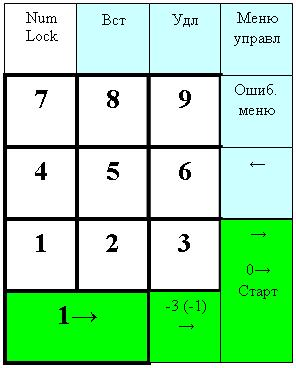 Num Lock Вст Удл Меню управл
7 8 9 Ошиб. меню
4 5 6 ←
1 2 3 →
0→ Старт
1→ -3 (-1) →